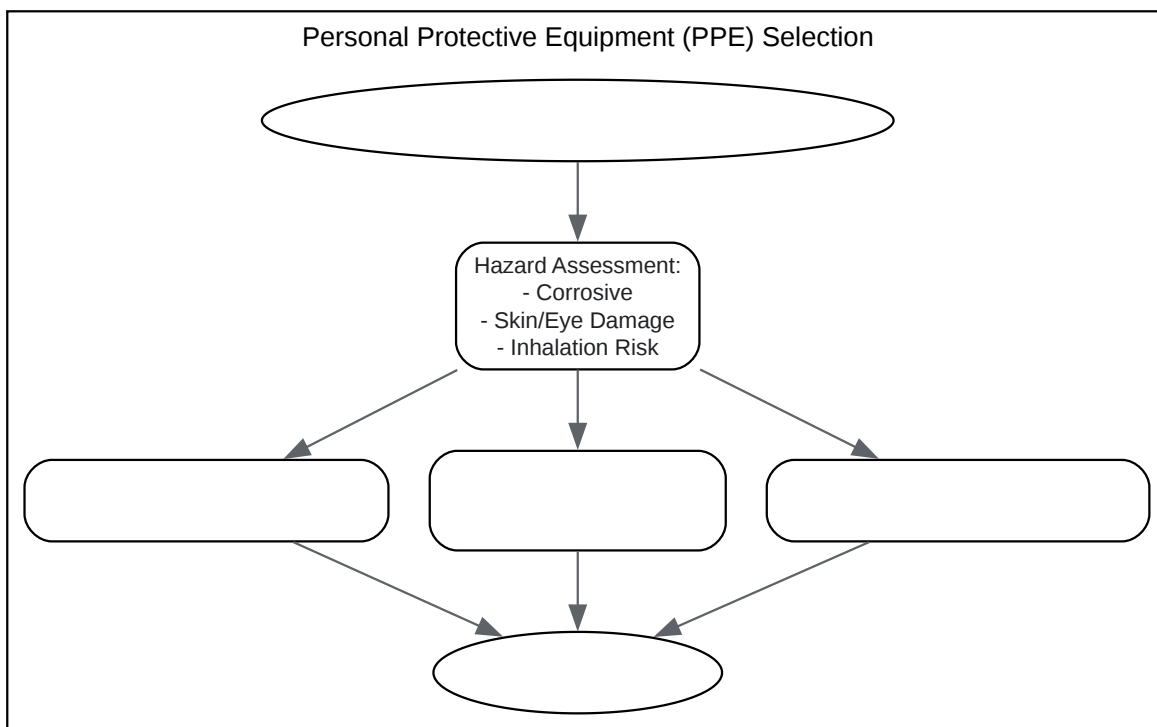 Personal Protective Equipment (PPE) Selection
Hazard Assessment:
- Corrosive
- Skin/Eye Damage
- Inhalation Risk